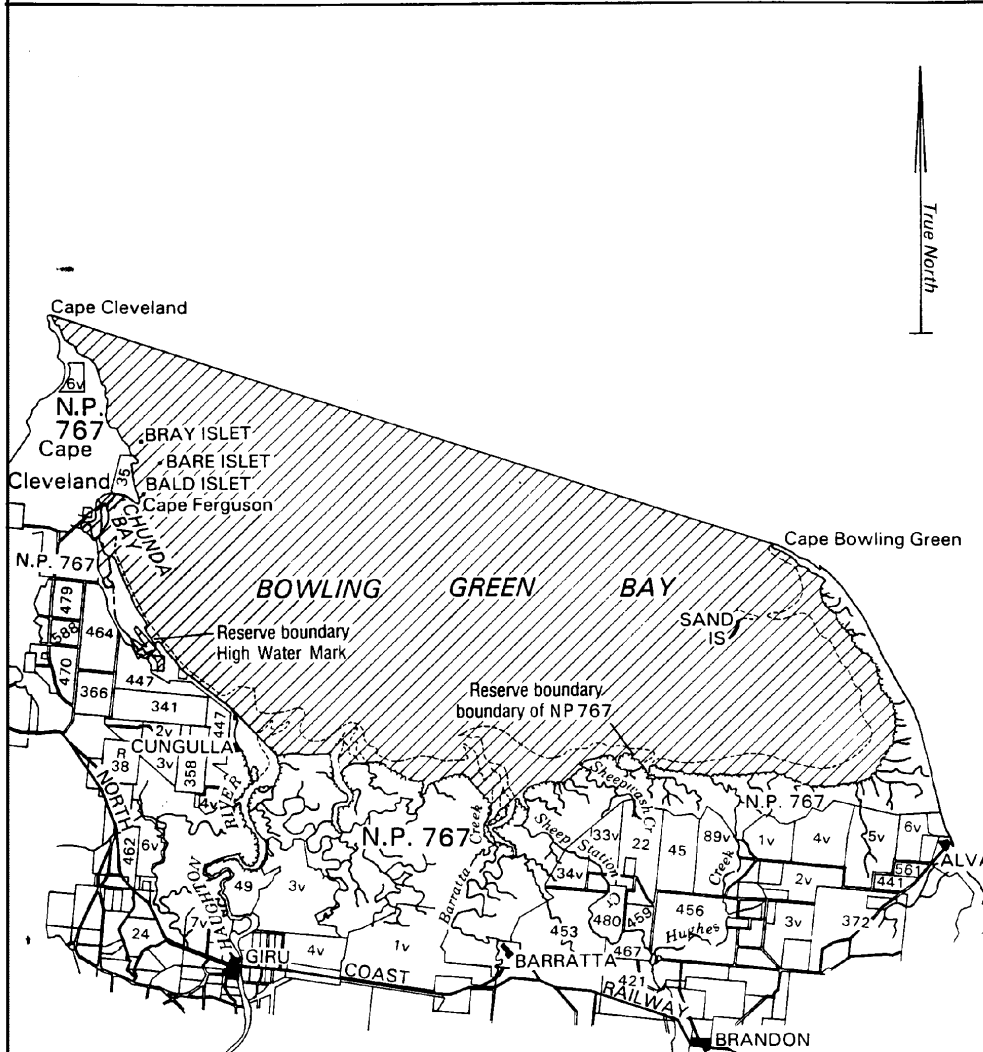 True North
Cape Cleveland
6v
N.P.
767
Cape
Cleveland
35
BRAY ISLET
BARE ISLET
BALD ISLET
Cape Ferguson
CHUNDA
BAY
Cape Bowling Green
N.P. 767
BOWLING GREEN BAY
SAND
IS
479
588
464
470
366
447
341
447
Reserve boundary
High Water Mark
Reserve boundary
boundary of NP 767
2v
CUNGULLA
R
38
3v
358
4v
NORTH
RIVER
HAUGHTON
462
6v
24
7v
49
3v
GIRU
4v
COAST
1v
N.P. 767
Barratta Creek
Sheepwash Cr.
Sheep Station Cr.
33v
34v
22
45
89v
N.P. 767
1v
4v
5v
6v
ALVA
561
441
2v
3v
372
Creek
Hughes
456
459
480
453
467
421
BARRATTA
RAILWAY
BRANDON